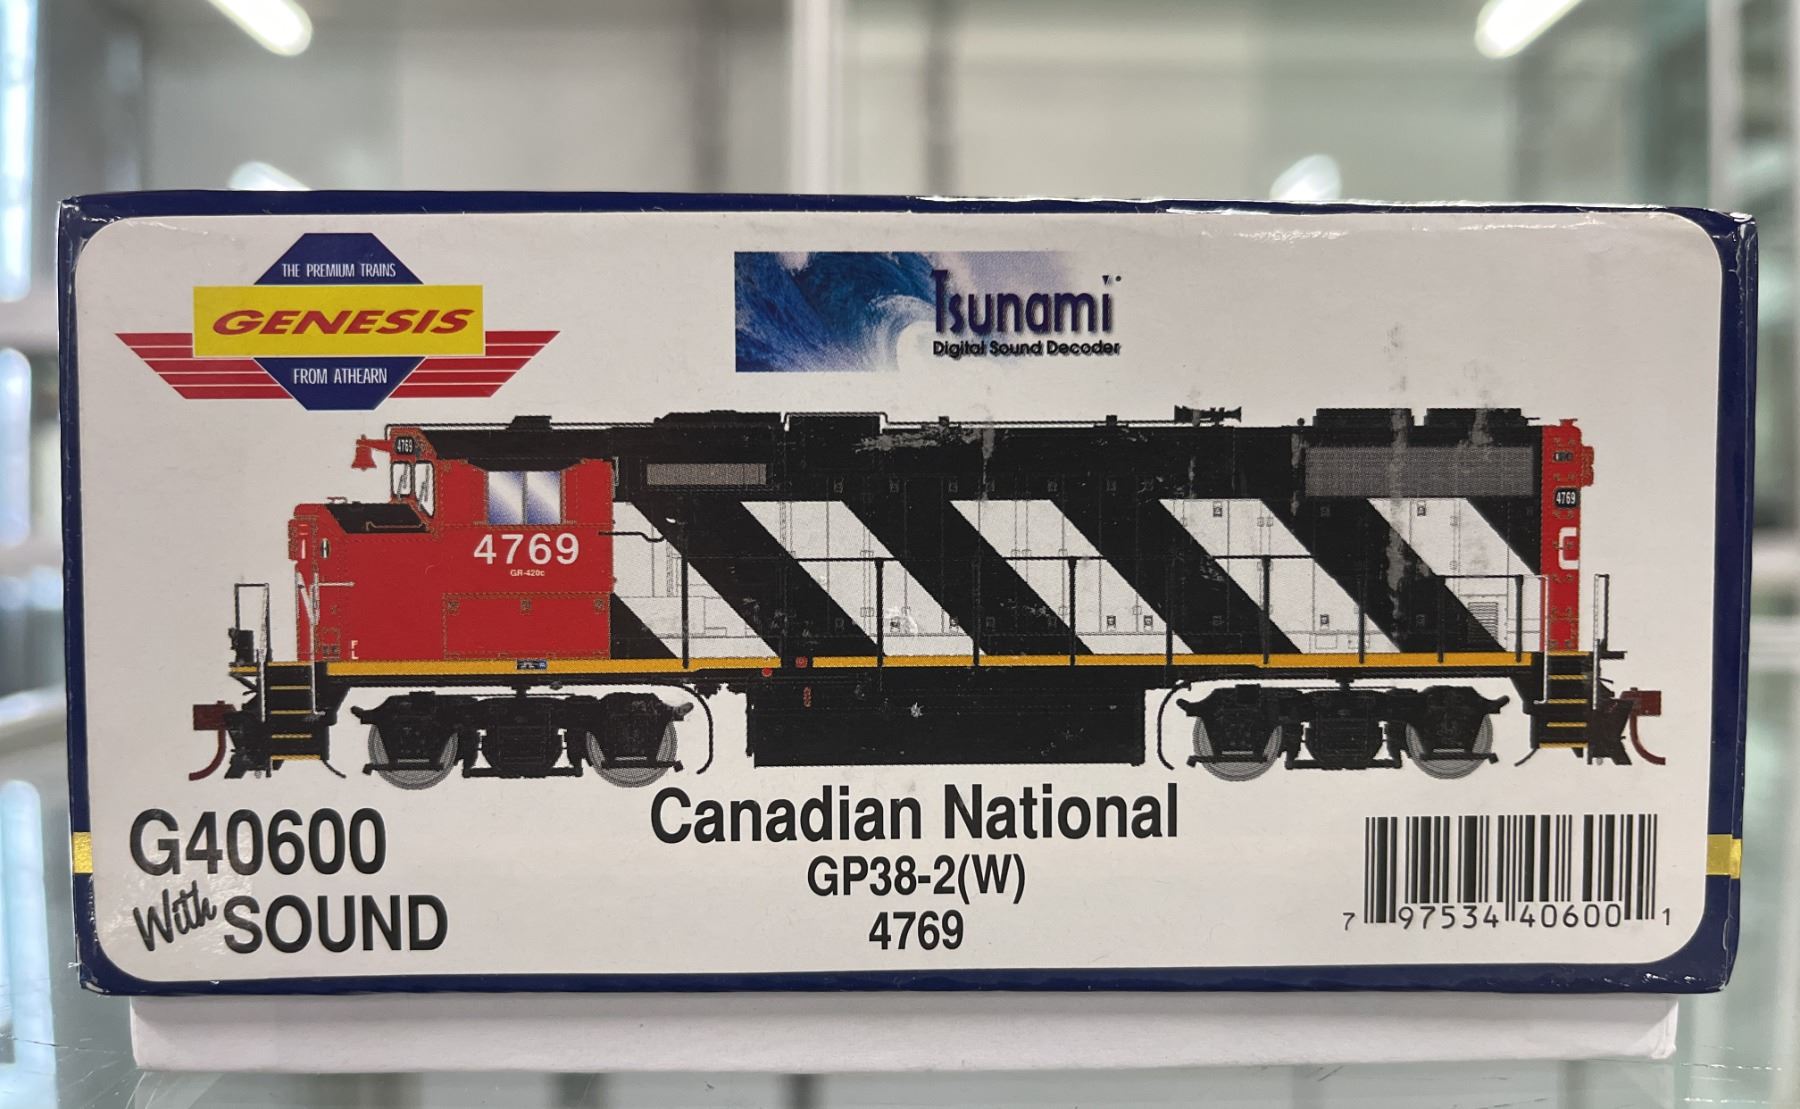 THE PREMIUM TRAINS
GENESIS
FROM ATHEARN
Tsunami
Digital Sound Decoder
4769
4769
4769
GR-420c
F
L
G40600
With SOUND
Canadian National
GP38-2(W)
4769
7 97534 40600 1